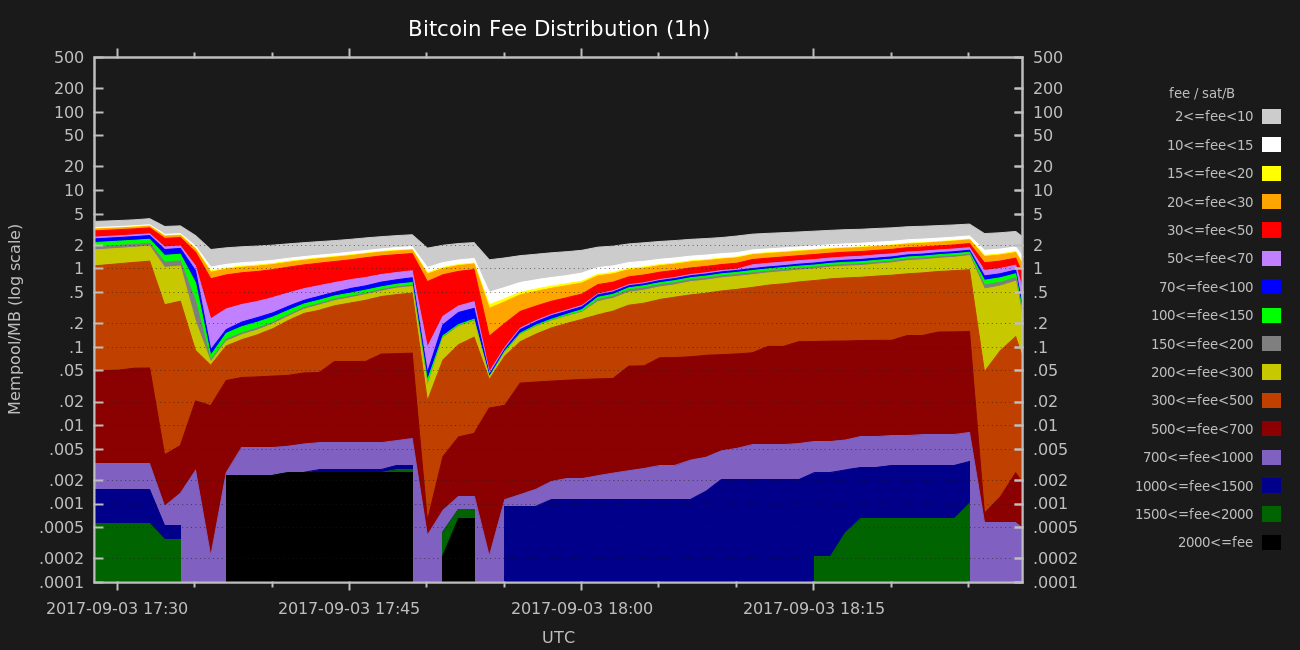 Bitcoin Fee Distribution (1h)
500
200
100
50
20
10
5
2
1
.5
.2
.1
.05
.02
.01
.005
.002
.001
.0005
.0002
.0001
Mempool/MB (log scale)
500
200
100
50
20
10
5
2
1
.5
.2
.1
.05
.02
.01
.005
.002
.001
.0005
.0002
.0001
2017-09-03 17:30
2017-09-03 17:45
2017-09-03 18:00
2017-09-03 18:15
UTC
fee / sat/B
2<=fee<10
10<=fee<15
15<=fee<20
20<=fee<30
30<=fee<50
50<=fee<70
70<=fee<100
100<=fee<150
150<=fee<200
200<=fee<300
300<=fee<500
500<=fee<700
700<=fee<1000
1000<=fee<1500
1500<=fee<2000
2000<=fee